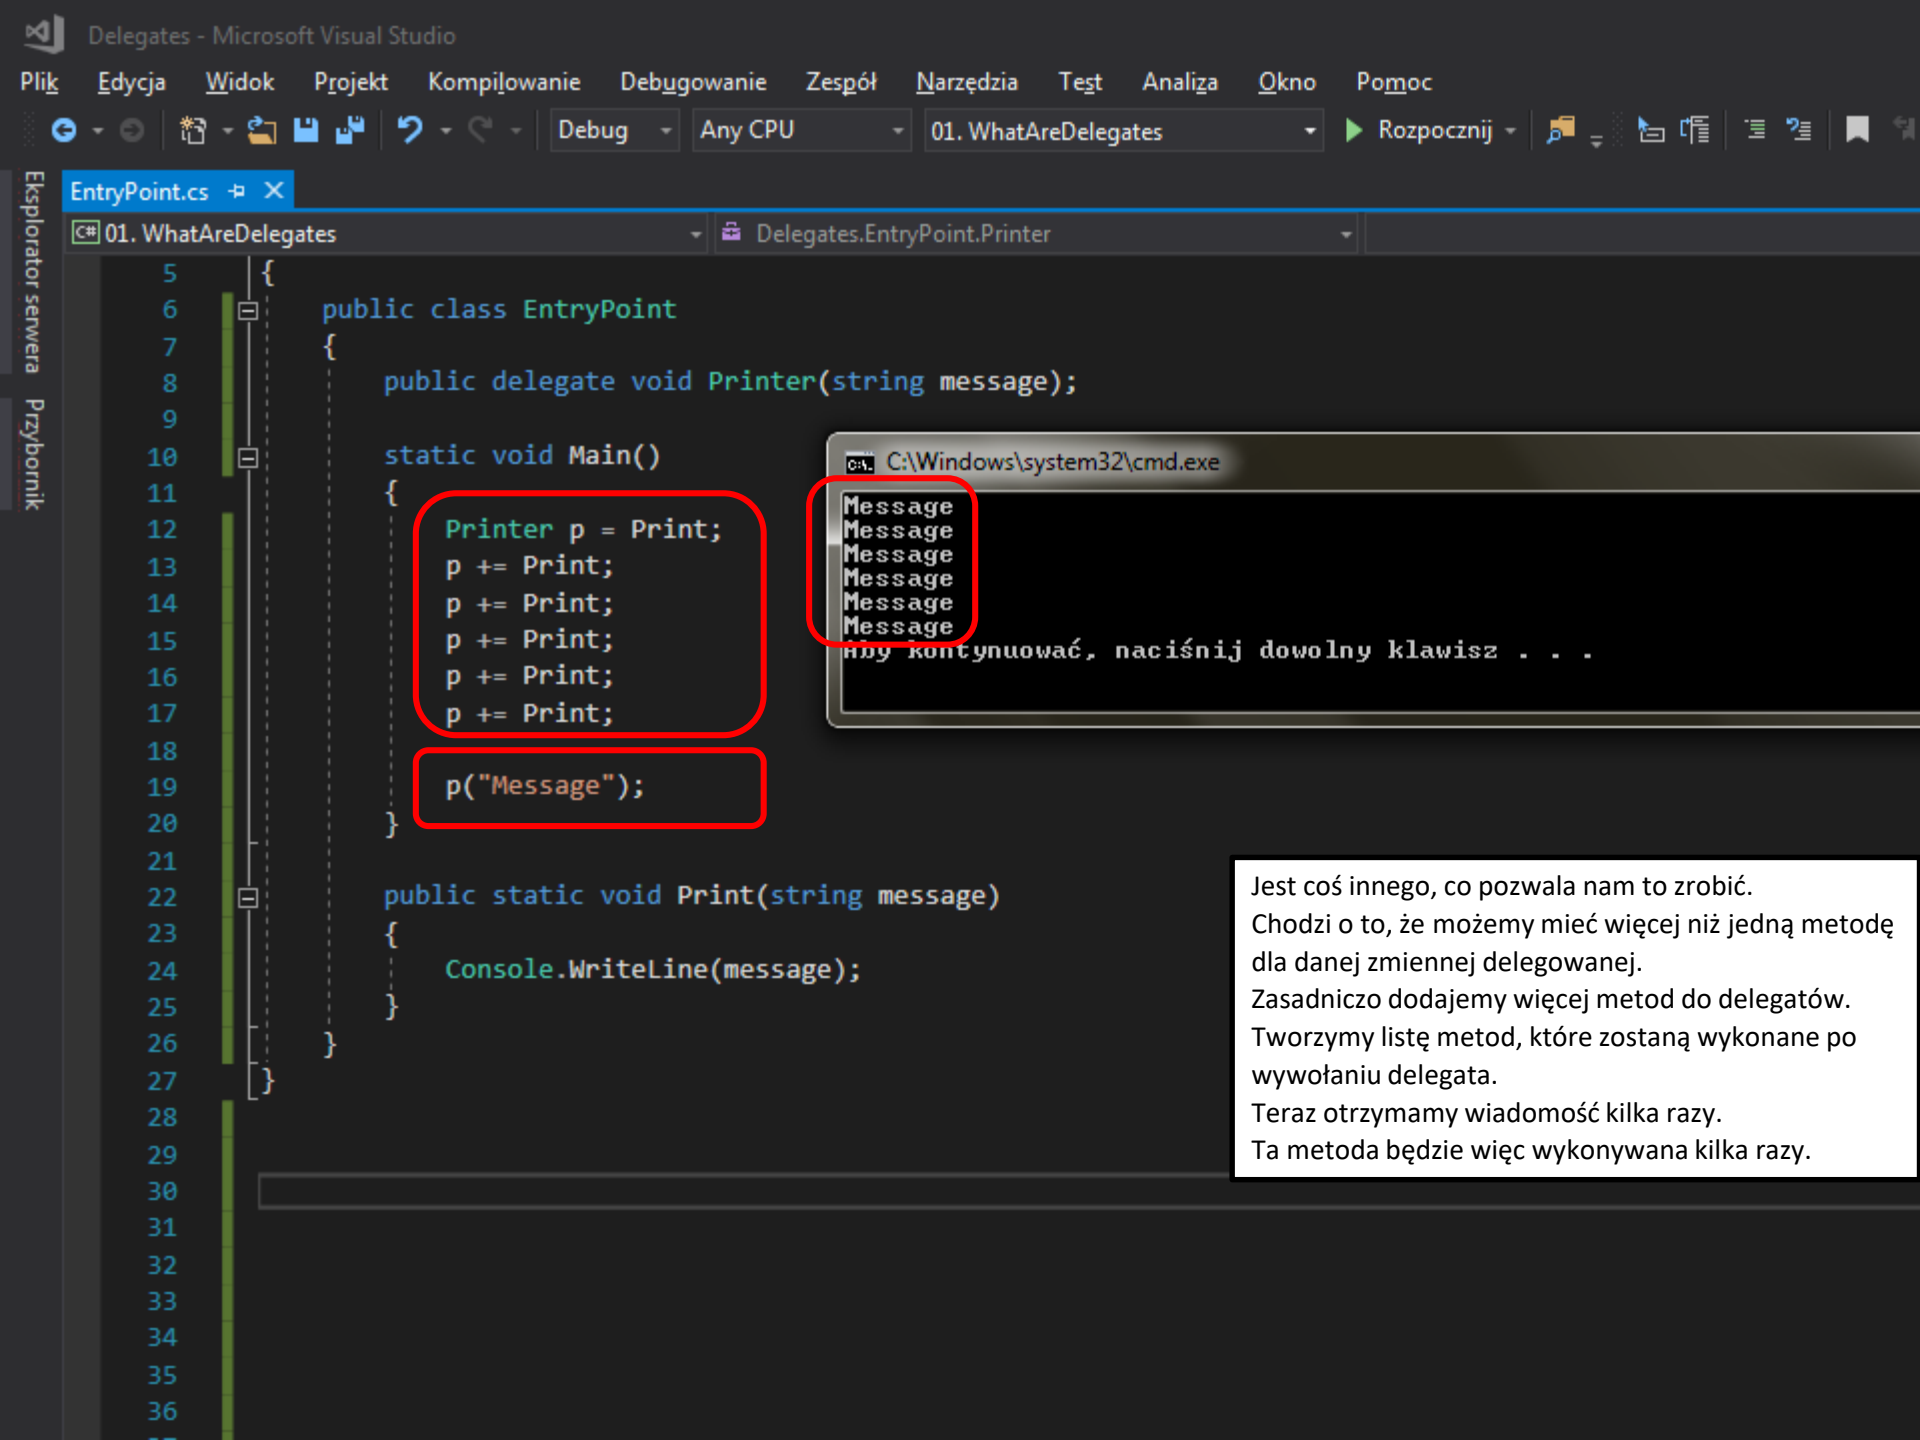 Delegates - Microsoft Visual Studio
Plik Edycja Widok Projekt Kompilowanie Debugowanie Zespół Narzędzia Test Analiza Okno Pomoc
Debug Any CPU 01. WhatAreDelegates Rozpocznij
Eksplorator serwera
Przybornik
EntryPoint.cs
C# 01. WhatAreDelegates Delegates.EntryPoint.Printer
5 {
6 public class EntryPoint
7 {
8 public delegate void Printer(string message);
9
10 static void Main()
11 {
12 Printer p = Print;
13 p += Print;
14 p += Print;
15 p += Print;
16 p += Print;
17 p += Print;
18
19 p("Message");
20 }
21
22 public static void Print(string message)
23 {
24 Console.WriteLine(message);
25 }
26 }
27 }
28
29
30
31
32
33
34
35
36
C:\Windows\system32\cmd.exe
Message
Message
Message
Message
Message
Message
Aby kontynuować, naciśnij dowolny klawisz . . .
Jest coś innego, co pozwala nam to zrobić.
Chodzi o to, że możemy mieć więcej niż jedną metodę
dla danej zmiennej delegowanej.
Zasadniczo dodajemy więcej metod do delegatów.
Tworzymy listę metod, które zostaną wykonane po
wywołaniu delegata.
Teraz otrzymamy wiadomość kilka razy.
Ta metoda będzie więc wykonywana kilka razy.